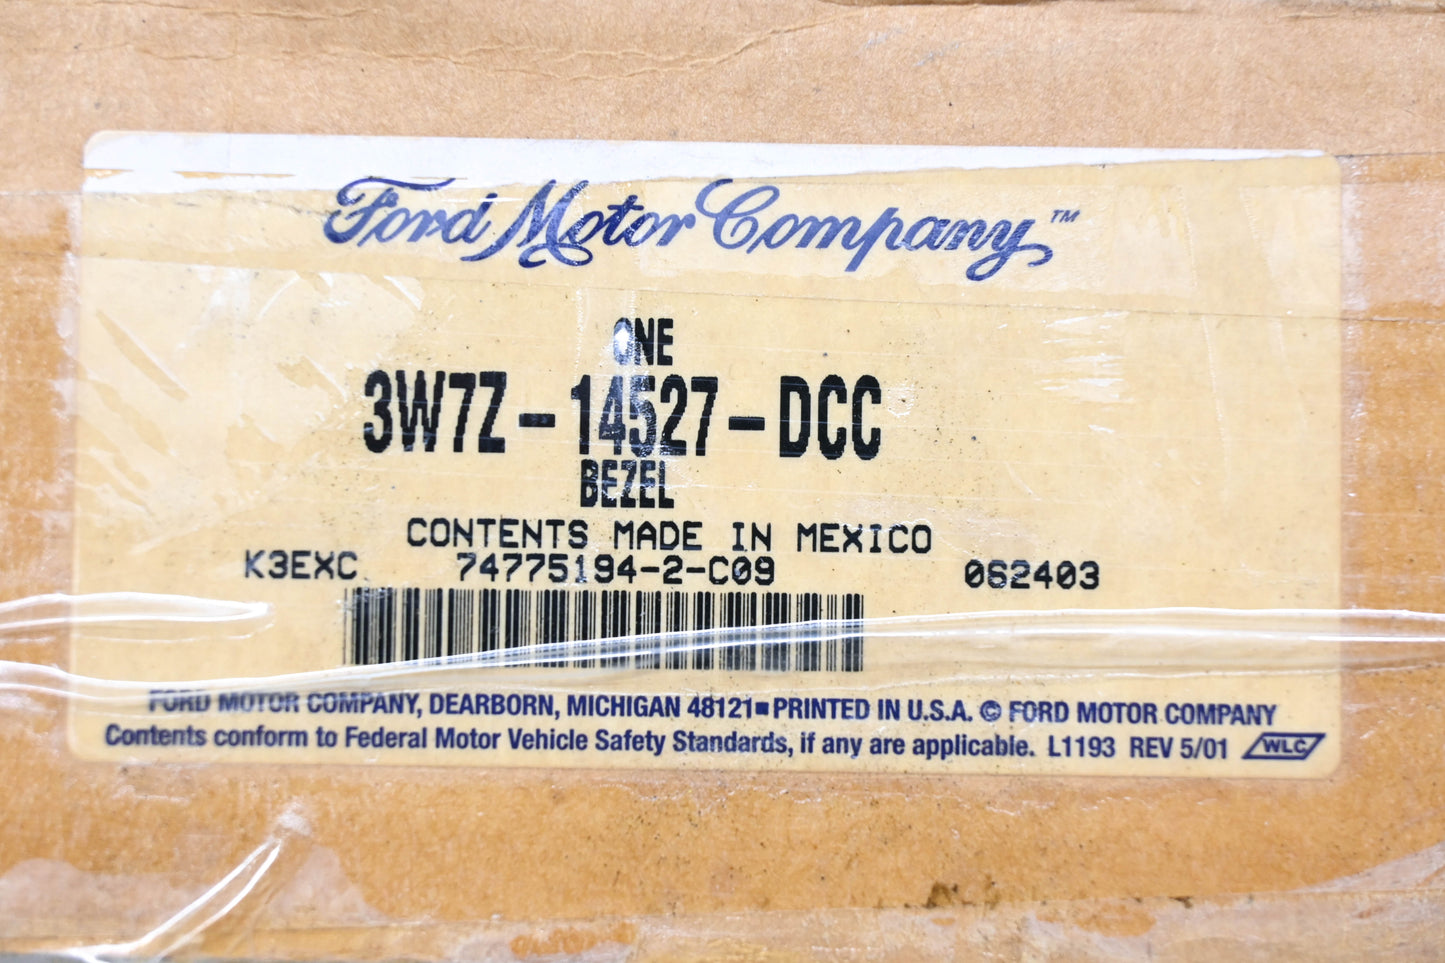 Ford Motor Company™
ONE
3W7Z-14527-DCC
BEZEL
CONTENTS MADE IN MEXICO
K3EXC 74775194-2-C09 062403
FORD MOTOR COMPANY, DEARBORN, MICHIGAN 48121■PRINTED IN U.S.A. © FORD MOTOR COMPANY
Contents conform to Federal Motor Vehicle Safety Standards, if any are applicable. L1193 REV 5/01 WLC